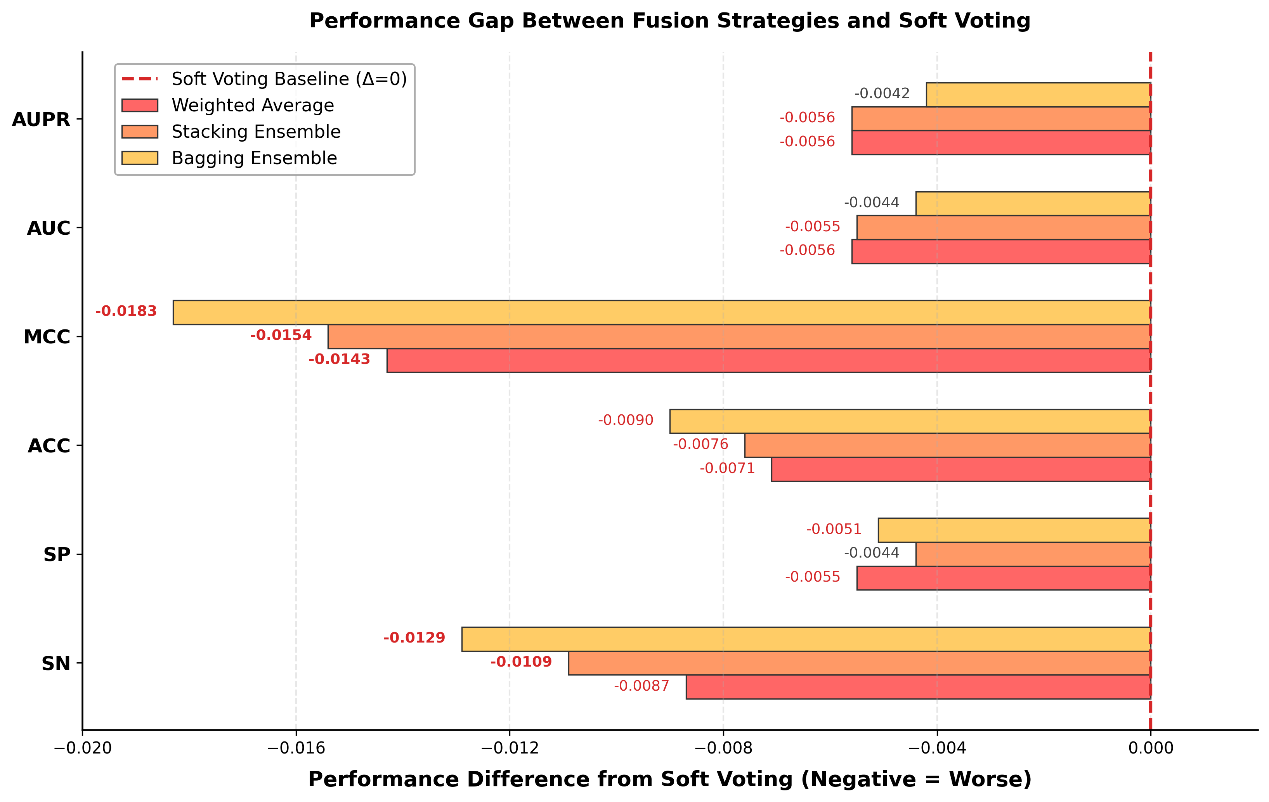 Performance Gap Between Fusion Strategies and Soft Voting
Soft Voting Baseline (Δ=0)
Weighted Average
Stacking Ensemble
Bagging Ensemble
AUPR
-0.0042
-0.0056
-0.0056
AUC
-0.0044
-0.0055
-0.0056
MCC
-0.0183
-0.0154
-0.0143
ACC
-0.0090
-0.0076
-0.0071
SP
-0.0051
-0.0044
-0.0055
SN
-0.0129
-0.0109
-0.0087
−0.020 −0.016 −0.012 −0.008 −0.004 0.000
Performance Difference from Soft Voting (Negative = Worse)